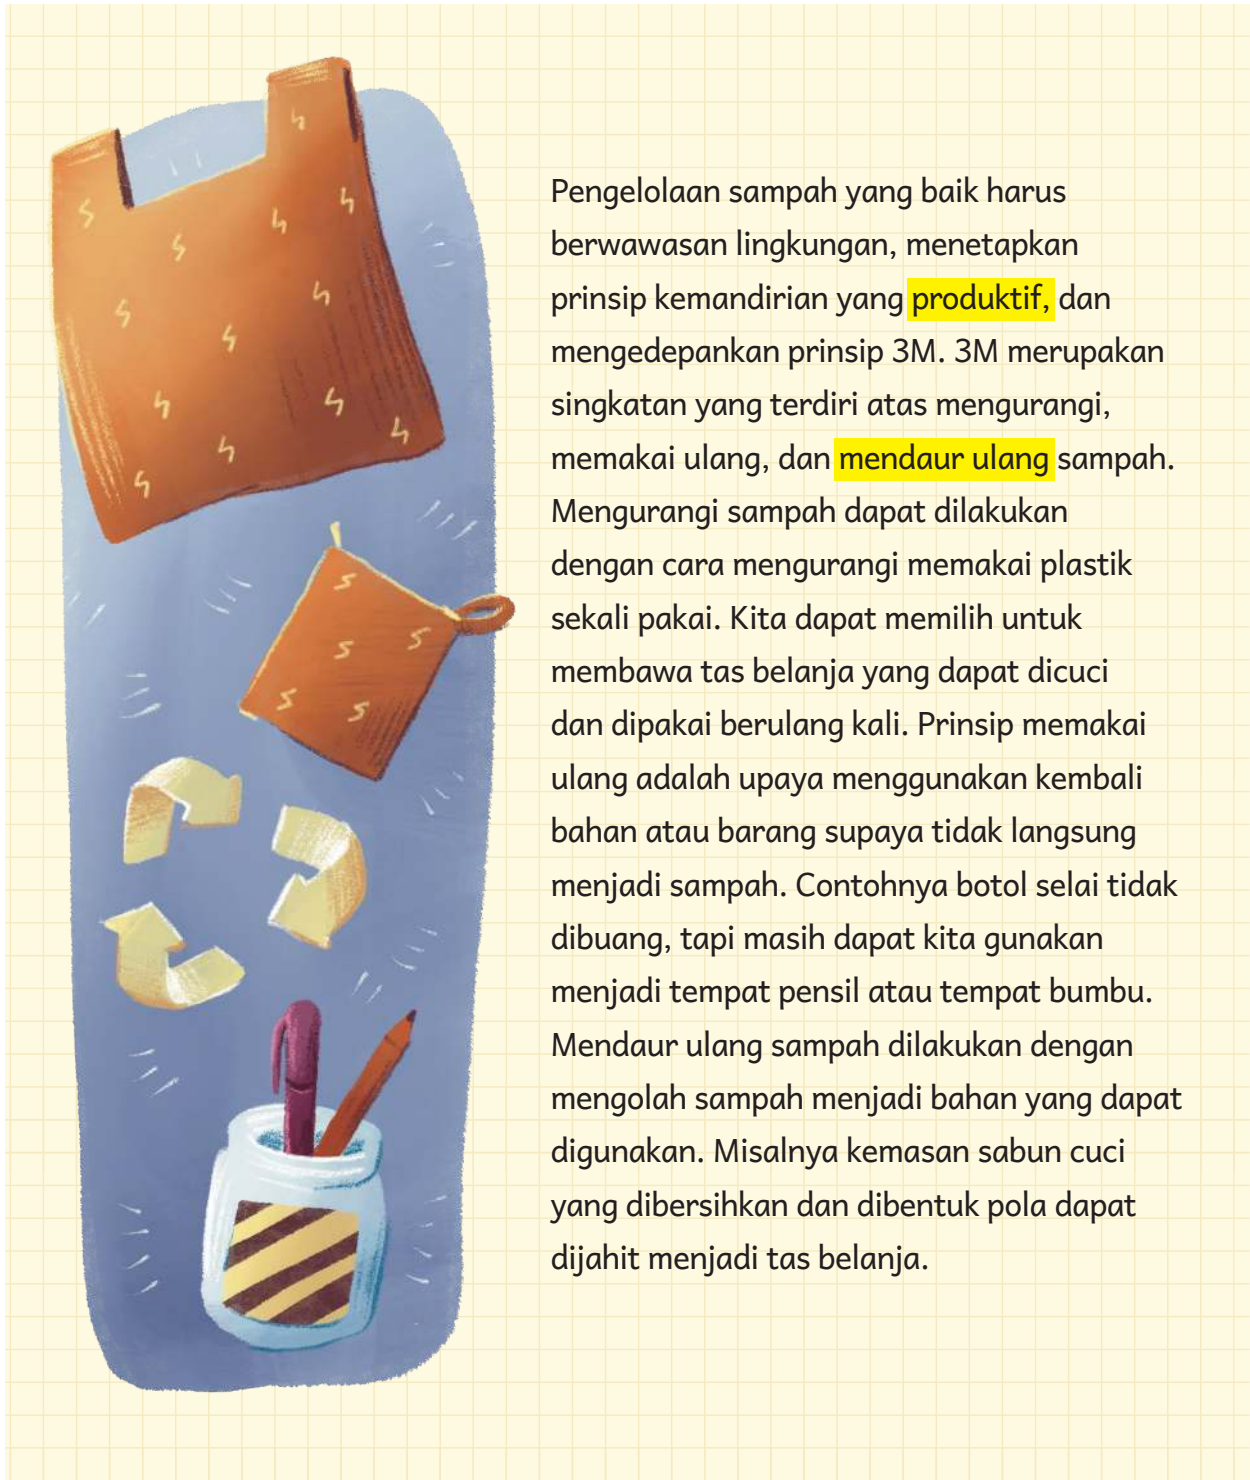 Pengelolaan sampah yang baik harus
berwawasan lingkungan, menetapkan
prinsip kemandirian yang produktif, dan
mengedepankan prinsip 3M. 3M merupakan
singkatan yang terdiri atas mengurangi,
memakai ulang, dan mendaur ulang sampah.
Mengurangi sampah dapat dilakukan
dengan cara mengurangi memakai plastik
sekali pakai. Kita dapat memilih untuk
membawa tas belanja yang dapat dicuci
dan dipakai berulang kali. Prinsip memakai
ulang adalah upaya menggunakan kembali
bahan atau barang supaya tidak langsung
menjadi sampah. Contohnya botol selai tidak
dibuang, tapi masih dapat kita gunakan
menjadi tempat pensil atau tempat bumbu.
Mendaur ulang sampah dilakukan dengan
mengolah sampah menjadi bahan yang dapat
digunakan. Misalnya kemasan sabun cuci
yang dibersihkan dan dibentuk pola dapat
dijahit menjadi tas belanja.